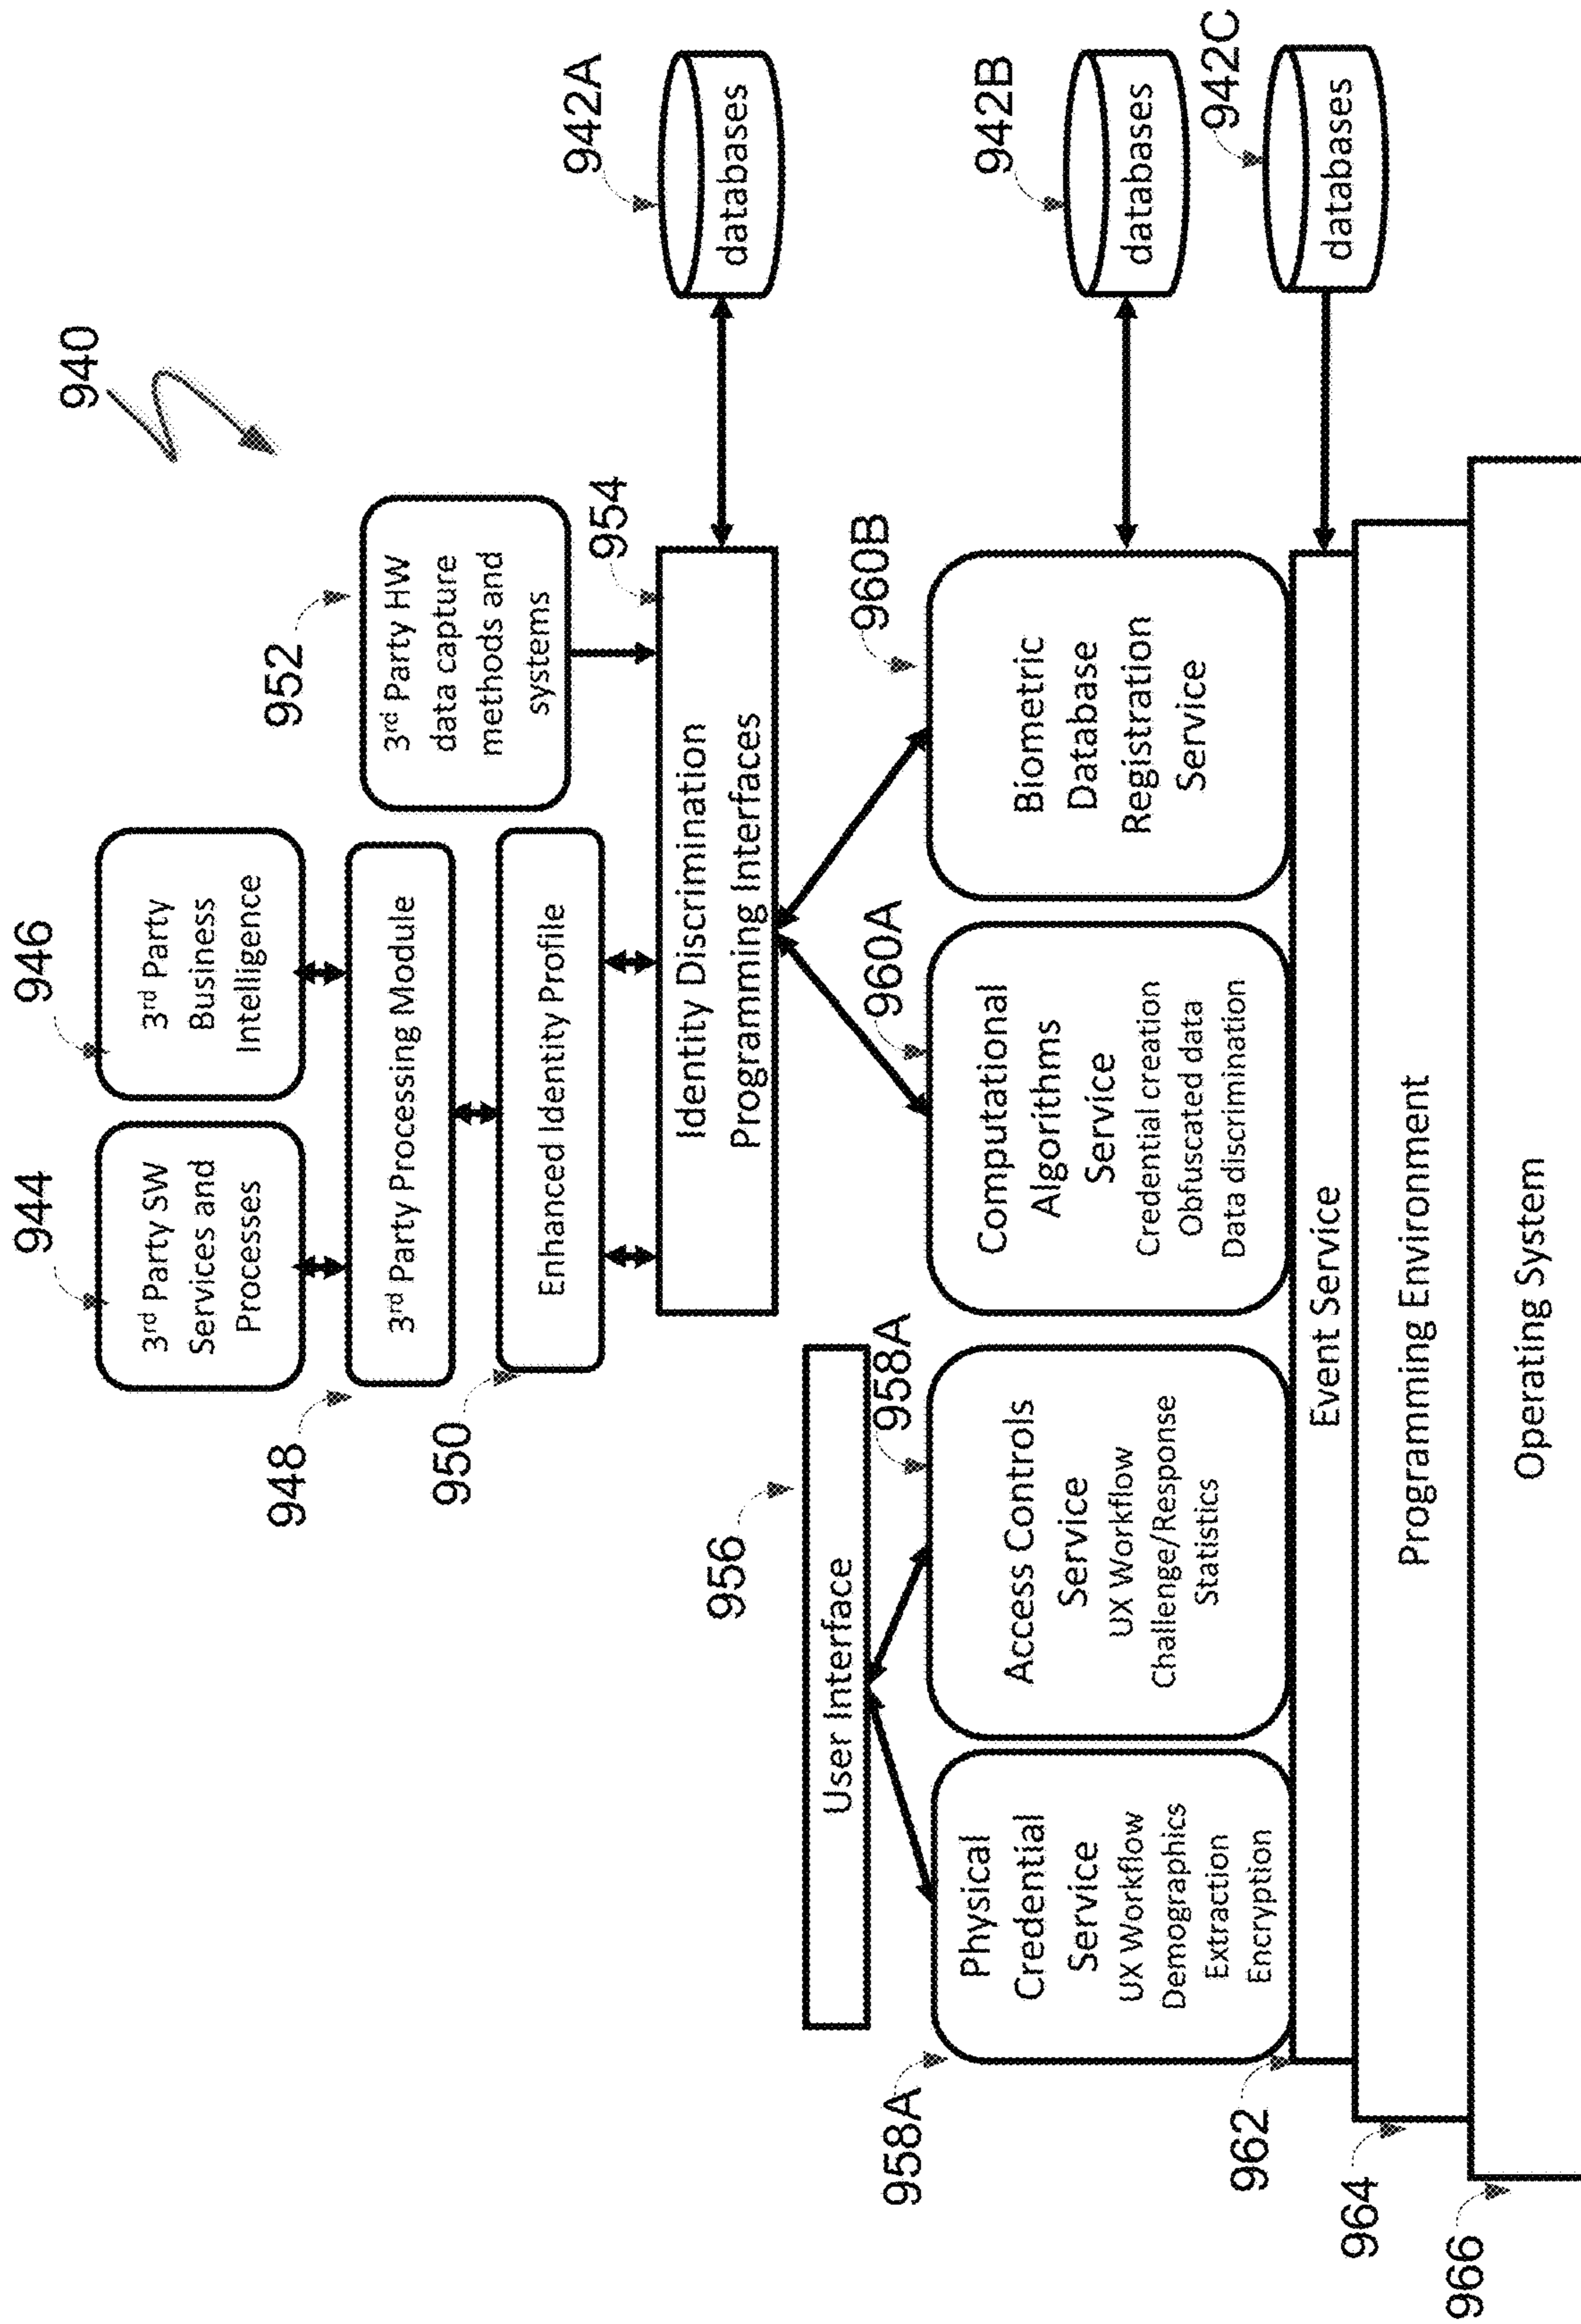 940
944
946
3rd Party SW
Services and
Processes
3rd Party
Business
Intelligence
948
3rd Party Processing Module
952
3rd Party HW
data capture
methods and
systems
950
Enhanced Identity Profile
954
Identity Discrimination
Programming Interfaces
942A
databases
956
User Interface
958A
Physical
Credential
Service
UX Workflow
Demographics
Extraction
Encryption
958A
Access Controls
Service
UX Workflow
Challenge/Response
Statistics
960A
Computational
Algorithms
Service
Credential creation
Obfuscated data
Data discrimination
960B
Biometric
Database
Registration
Service
942B
databases
942C
databases
962
Event Service
964
Programming Environment
966
Operating System